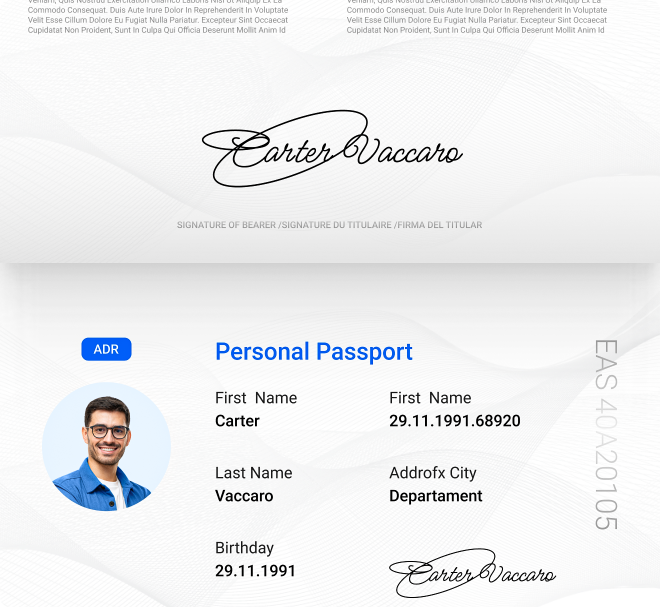 Veniam, Quis Nostrud Exercitation Ullamco Laboris Nisi Ut Aliquip Ex Ea
Commodo Consequat. Duis Aute Irure Dolor In Reprehenderit In Voluptate
Velit Esse Cillum Dolore Eu Fugiat Nulla Pariatur. Excepteur Sint Occaecat
Cupidatat Non Proident, Sunt In Culpa Qui Officia Deserunt Mollit Anim Id
Veniam, Quis Nostrud Exercitation Ullamco Laboris Nisi Ut Aliquip Ex Ea
Commodo Consequat. Duis Aute Irure Dolor In Reprehenderit In Voluptate
Velit Esse Cillum Dolore Eu Fugiat Nulla Pariatur. Excepteur Sint Occaecat
Cupidatat Non Proident, Sunt In Culpa Qui Officia Deserunt Mollit Anim Id
Carter Vaccaro
SIGNATURE OF BEARER /SIGNATURE DU TITULAIRE /FIRMA DEL TITULAR
ADR
Personal Passport
First Name
Carter
First Name
29.11.1991.68920
Last Name
Vaccaro
Addrofx City
Departament
Birthday
29.11.1991
Carter Vaccaro
EAS 40A20105